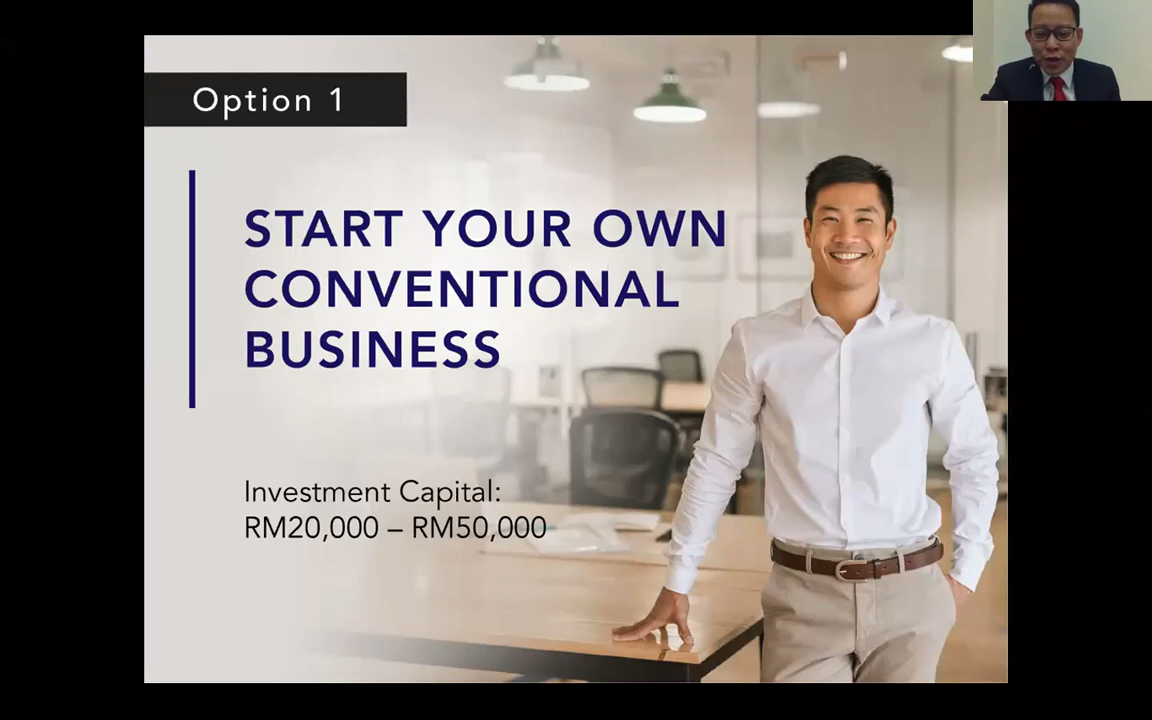 Option 1
START YOUR OWN
CONVENTIONAL
BUSINESS
Investment Capital:
RM20,000 – RM50,000